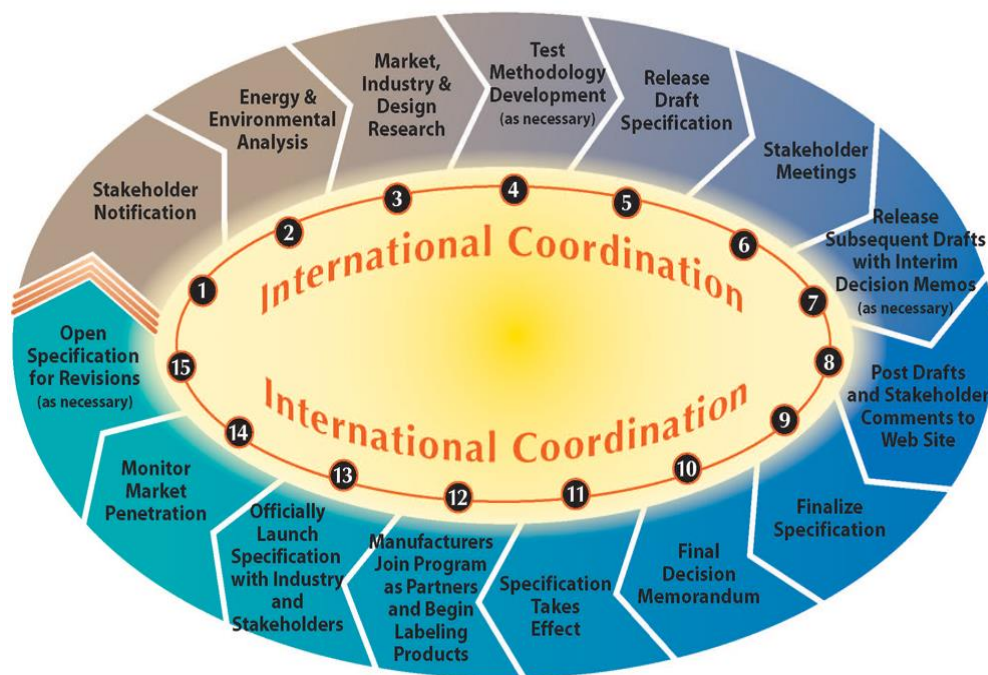 Stakeholder
Notification
Energy &
Environmental
Analysis
Market,
Industry &
Design
Research
Test
Methodology
Development
(as necessary)
Release
Draft
Specification
Stakeholder
Meetings
Release
Subsequent Drafts
with Interim
Decision Memos
(as necessary)
Post Drafts
and Stakeholder
Comments to
Web Site
Finalize
Specification
Final
Decision
Memorandum
Specification
Takes
Effect
Manufacturers
Join Program
as Partners
and Begin
Labeling
Products
Officially
Launch
Specification
with Industry
and
Stakeholders
Monitor
Market
Penetration
Open
Specification
for Revisions
(as necessary)
1
2
3
4
5
6
7
8
9
10
11
12
13
14
15
International Coordination
International Coordination